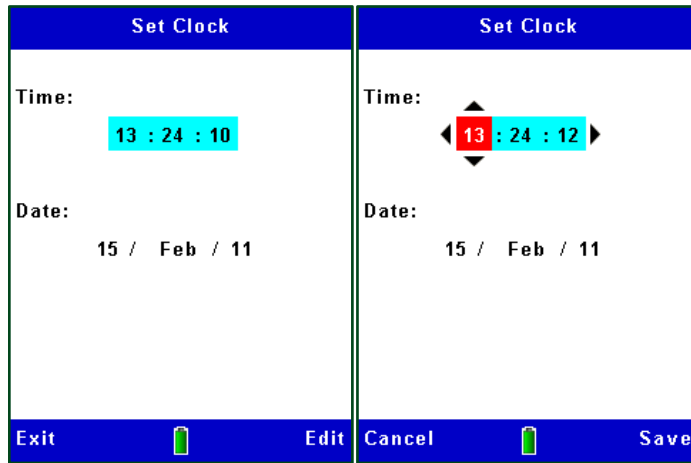 Set Clock
Time:
13 : 24 : 10
Date:
15 / Feb / 11
Exit Edit
Set Clock
Time:
13 : 24 : 12
Date:
15 / Feb / 11
Cancel Save